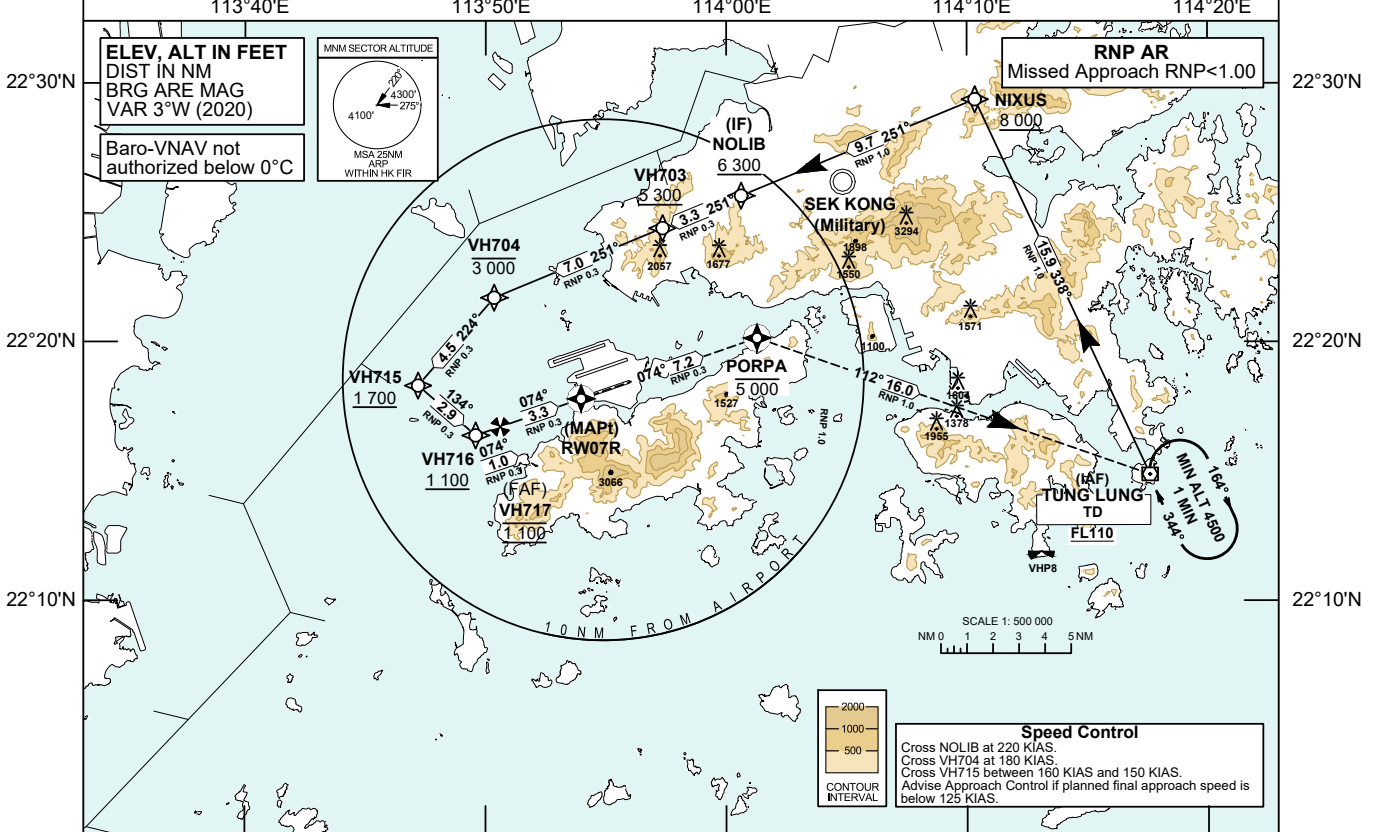 113°40'E
113°50'E
114°00'E
114°10'E
114°20'E
22°30'N
22°30'N
ELEV, ALT IN FEET
DIST IN NM
BRG ARE MAG
VAR 3°W (2020)
Baro-VNAV not
authorized below 0°C
MNM SECTOR ALTITUDE
220°
4300'
275°
4100'
MSA 25NM
ARP
WITHIN HK FIR
RNP AR
Missed Approach RNP<1.00
NIXUS
8 000
(IF)
NOLIB
6 300
9.7 251°
RNP 1.0
VH703
5 300
3.3 251°
RNP 0.3
SEK KONG
(Military)
3294
1898
1550
2057
1677
VH704
3 000
7.0 251°
RNP 0.3
15.9 338°
RNP 1.0
1571
1100
22°20'N
22°20'N
4.5 224°
RNP 0.3
VH715
1 700
134°
2.9
RNP 0.3
074°
3.3
RNP 0.3
074° 7.2
RNP 0.3
PORPA
5 000
1527
112° 16.0
RNP 1.0
RNP 1.0
1804
1378
1955
(MAPt)
RW07R
VH716
1 100
074°
1.0
RNP 0.3
3066
(FAF)
VH717
1 100
(IAF)
TUNG LUNG
TD
FL110
164°
MIN ALT 4500
1 MIN
344°
VHP8
22°10'N
22°10'N
10NM FROM AIRPORT
SCALE 1: 500 000
NM 0 1 2 3 4 5 NM
2000
1000
500
CONTOUR
INTERVAL
Speed Control
Cross NOLIB at 220 KIAS.
Cross VH704 at 180 KIAS.
Cross VH715 between 160 KIAS and 150 KIAS.
Advise Approach Control if planned final approach speed is
below 125 KIAS.